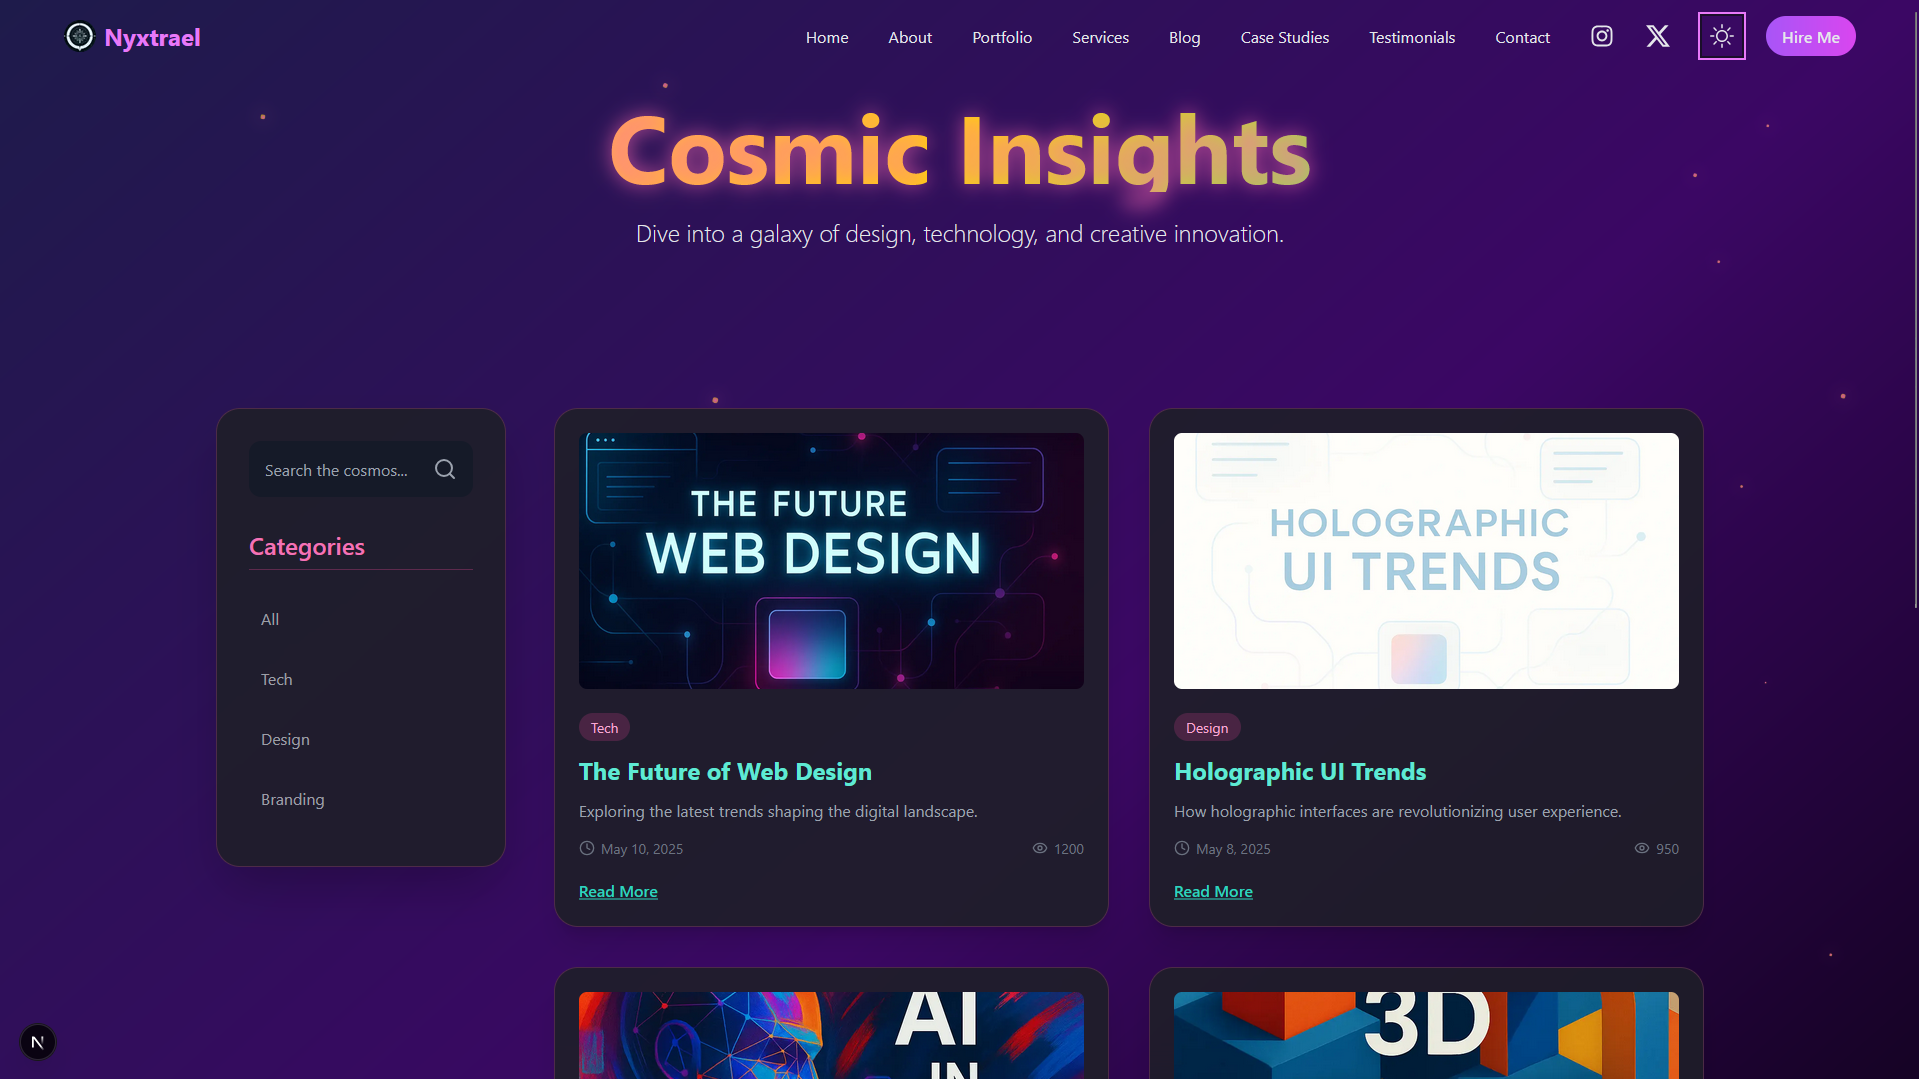 Nyxtrael
Home About Portfolio Services Blog Case Studies Testimonials Contact Hire Me
Cosmic Insights
Dive into a galaxy of design, technology, and creative innovation.
Search the cosmos...
Categories
All
Tech
Design
Branding
THE FUTURE
WEB DESIGN
Tech
The Future of Web Design
Exploring the latest trends shaping the digital landscape.
May 10, 2025 1200
Read More
HOLOGRAPHIC
UI TRENDS
Design
Holographic UI Trends
How holographic interfaces are revolutionizing user experience.
May 8, 2025 950
Read More
AI
IN
3D
N